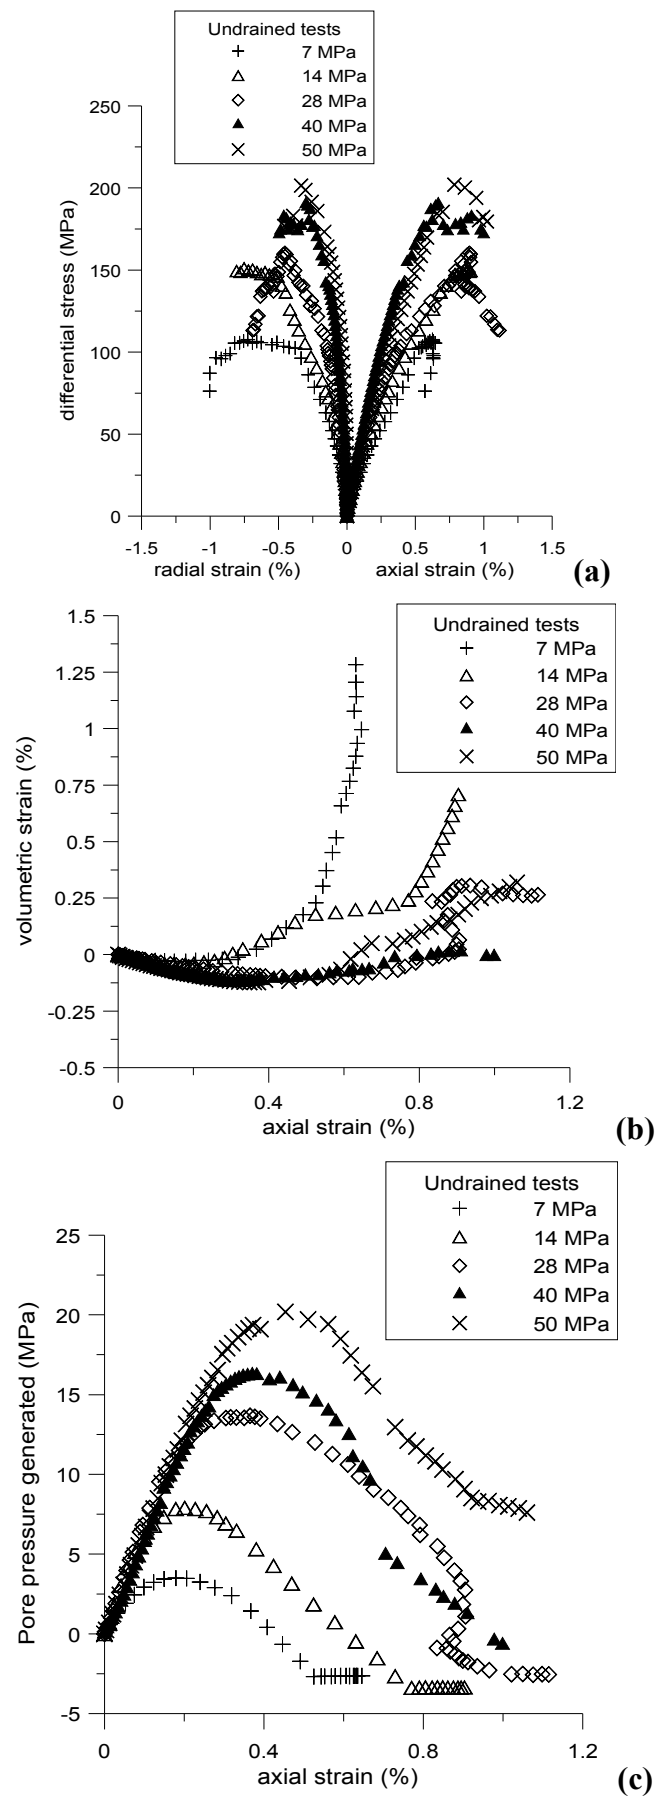 Undrained tests
7 MPa
14 MPa
28 MPa
40 MPa
50 MPa
250
200
150
100
50
0
differential stress (MPa)
-1.5 -1 -0.5 0 0.5 1 1.5
radial strain (%) axial strain (%)
(a)
Undrained tests
7 MPa
14 MPa
28 MPa
40 MPa
50 MPa
1.5
1.25
1
0.75
0.5
0.25
0
-0.25
-0.5
volumetric strain (%)
0 0.4 0.8 1.2
axial strain (%)
(b)
Undrained tests
7 MPa
14 MPa
28 MPa
40 MPa
50 MPa
25
20
15
10
5
0
-5
Pore pressure generated (MPa)
0 0.4 0.8 1.2
axial strain (%)
(c)